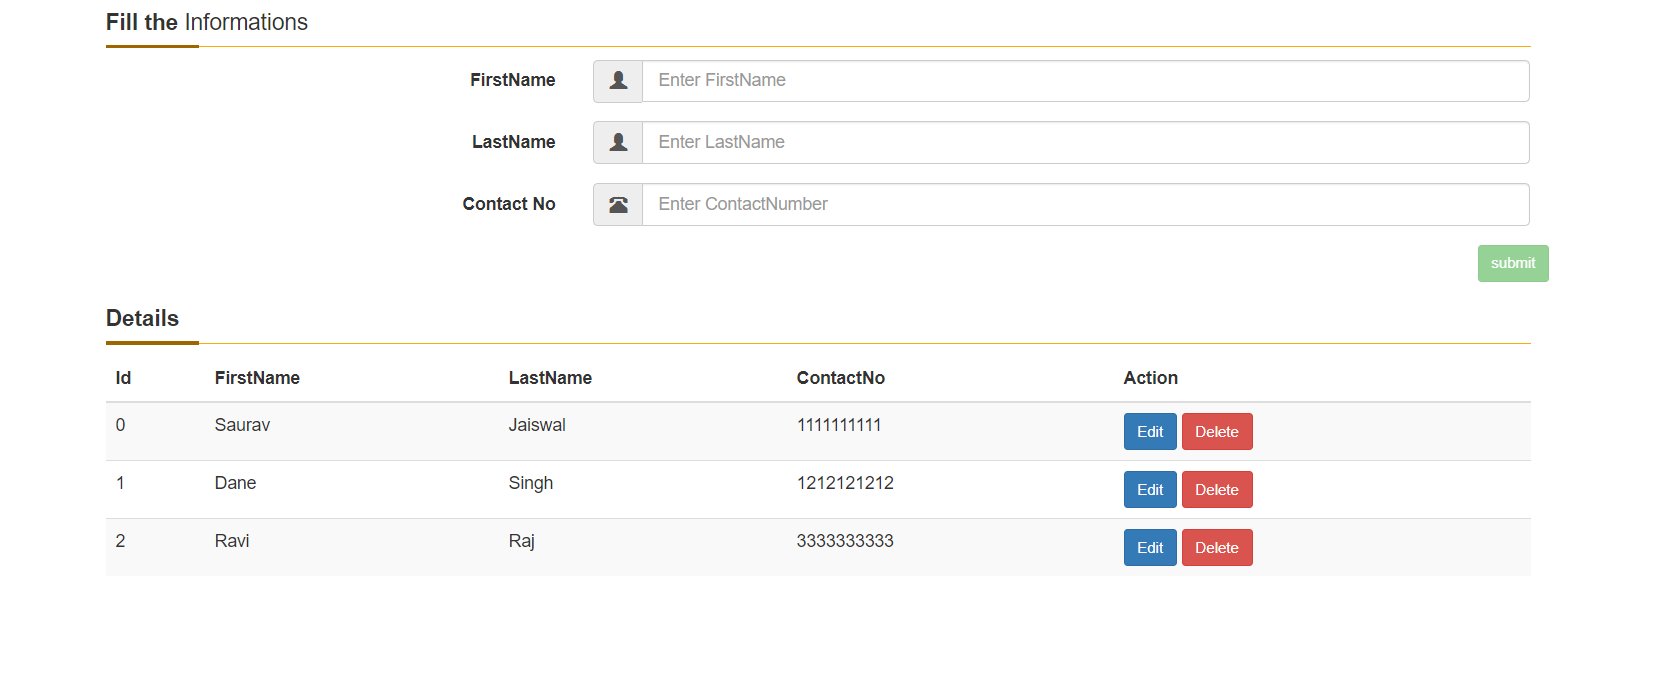 Fill the Informations
FirstName Enter FirstName
LastName Enter LastName
Contact No Enter ContactNumber
submit
Details
Id FirstName LastName ContactNo Action
0 Saurav Jaiswal 1111111111 Edit Delete
1 Dane Singh 1212121212 Edit Delete
2 Ravi Raj 3333333333 Edit Delete